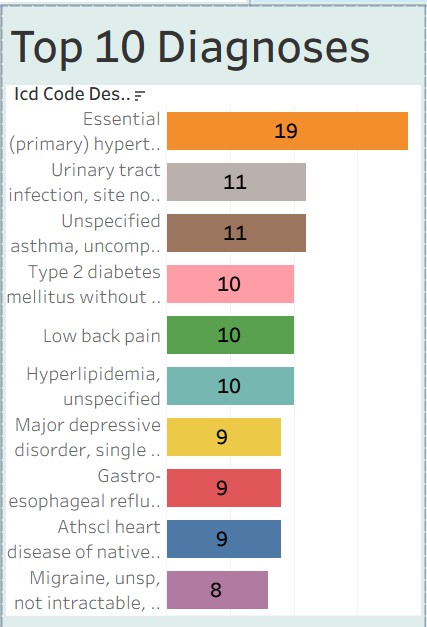 Top 10 Diagnoses
Icd Code Des..
Essential
(primary) hypert..
19
Urinary tract
infection, site no..
11
Unspecified
asthma, uncomp..
11
Type 2 diabetes
mellitus without ..
10
Low back pain
10
Hyperlipidemia,
unspecified
10
Major depressive
disorder, single ..
9
Gastro-
esophageal reflu..
9
Athscl heart
disease of native..
9
Migraine, unsp,
not intractable, ..
8